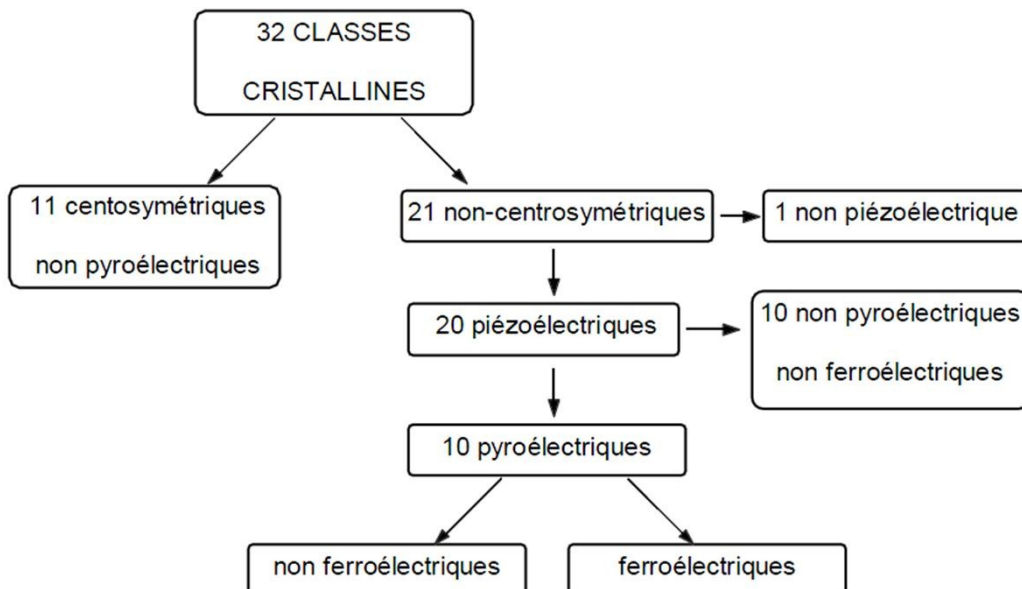 32 CLASSES
CRISTALLINES
11 centosymétriques
non pyroélectriques
21 non-centrosymétriques
1 non piézoélectrique
20 piézoélectriques
10 non pyroélectriques
non ferroélectriques
10 pyroélectriques
non ferroélectriques
ferroélectriques